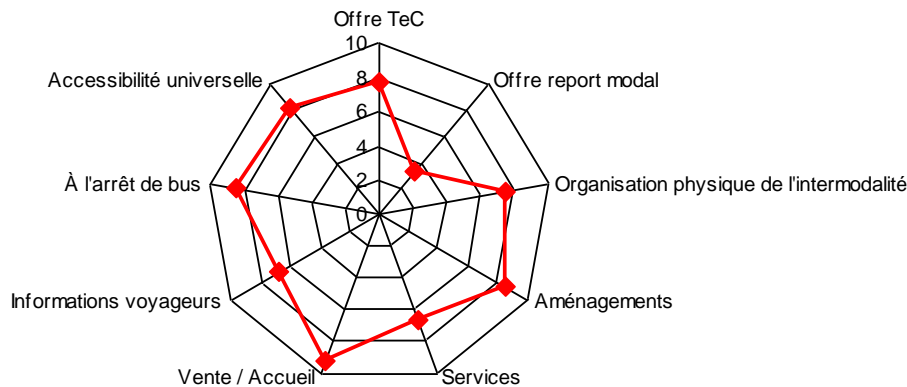 Offre TeC
10
Accessibilité universelle
8
Offre report modal
6
4
À l'arrêt de bus
2
Organisation physique de l'intermodalité
0
Informations voyageurs
Aménagements
Vente / Accueil
Services